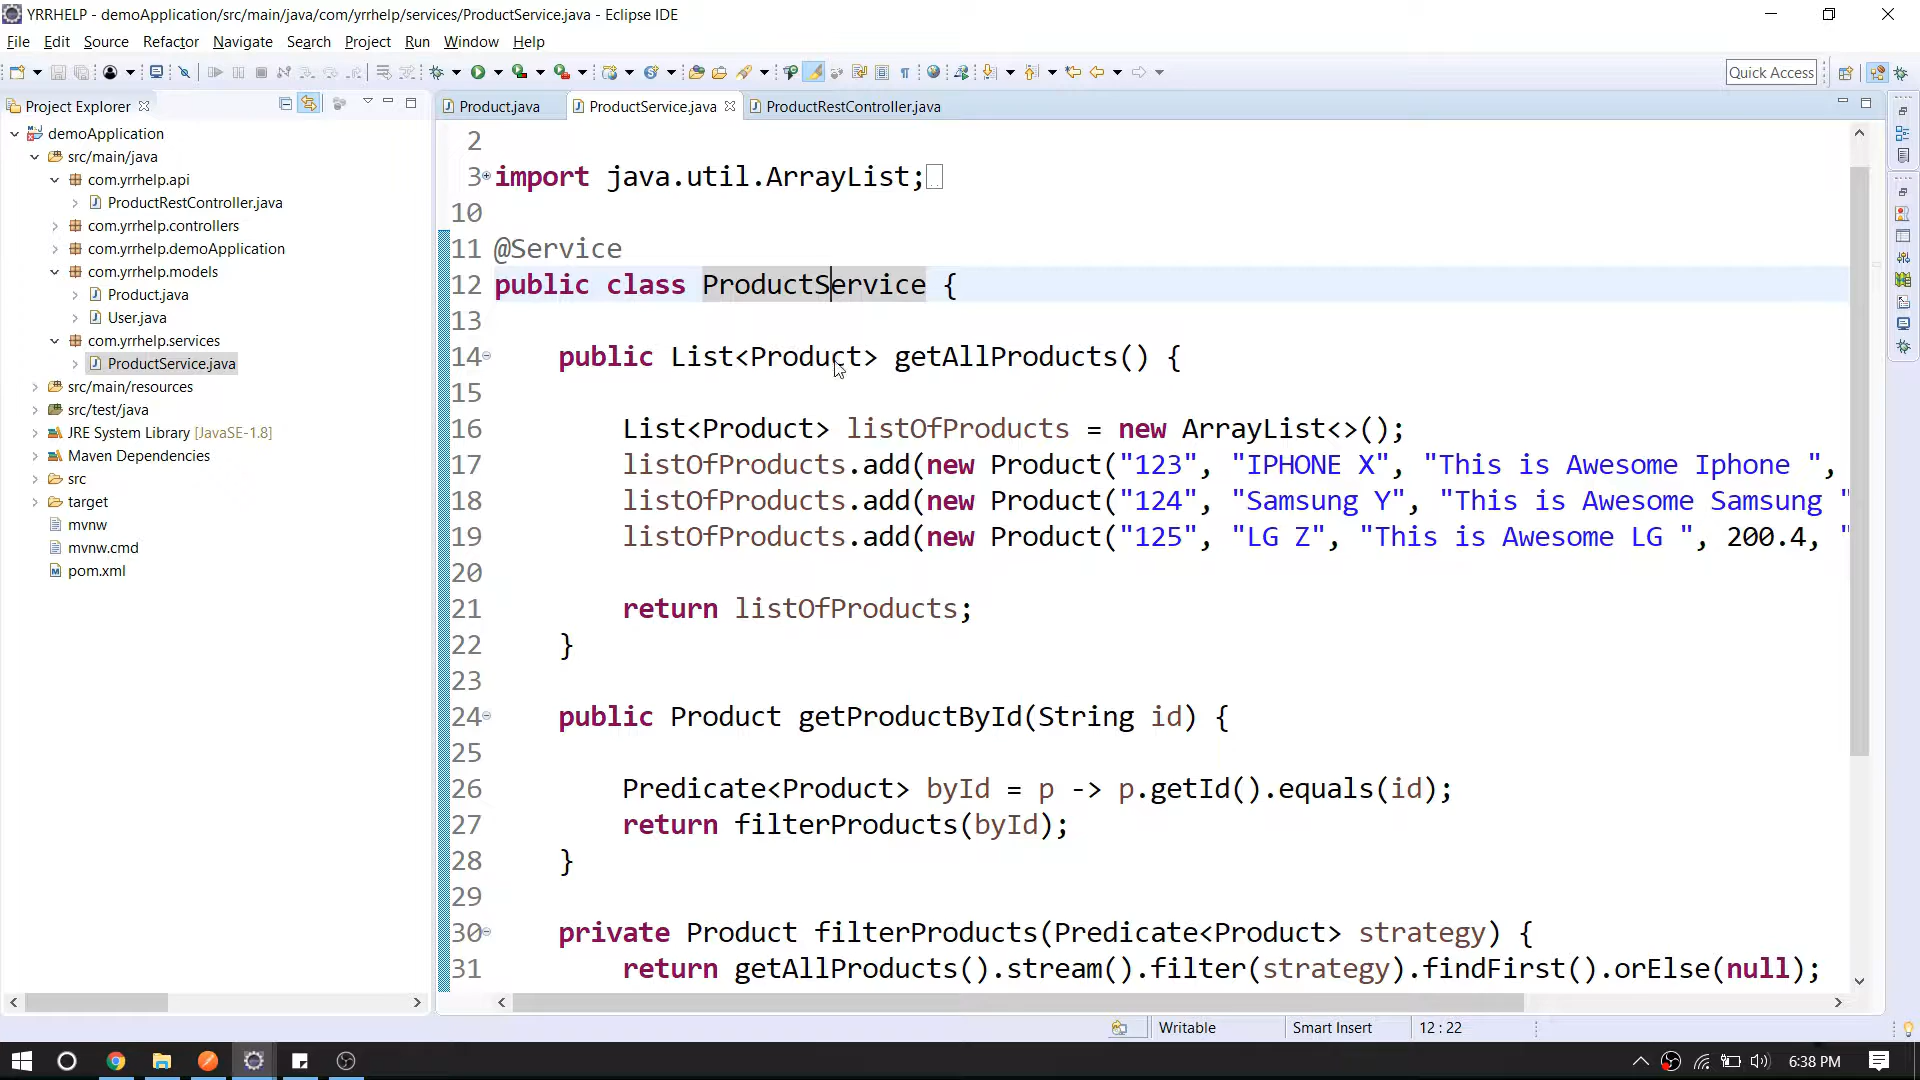 YRRHELP - demoApplication/src/main/java/com/yrrhelp/services/ProductService.java - Eclipse IDE
File Edit Source Refactor Navigate Search Project Run Window Help
Quick Access
Project Explorer
Product.java ProductService.java ProductRestController.java
demoApplication
src/main/java
com.yrrhelp.api
ProductRestController.java
com.yrrhelp.controllers
com.yrrhelp.demoApplication
com.yrrhelp.models
Product.java
User.java
com.yrrhelp.services
ProductService.java
src/main/resources
src/test/java
JRE System Library [JavaSE-1.8]
Maven Dependencies
src
target
mvnw
mvnw.cmd
pom.xml
2
3 import java.util.ArrayList;
10
11 @Service
12 public class ProductService {
13
14 public List<Product> getAllProducts() {
15
16 List<Product> listOfProducts = new ArrayList<>();
17 listOfProducts.add(new Product("123", "IPHONE X", "This is Awesome Iphone ",
18 listOfProducts.add(new Product("124", "Samsung Y", "This is Awesome Samsung "
19 listOfProducts.add(new Product("125", "LG Z", "This is Awesome LG ", 200.4, "
20
21 return listOfProducts;
22 }
23
24 public Product getProductById(String id) {
25
26 Predicate<Product> byId = p -> p.getId().equals(id);
27 return filterProducts(byId);
28 }
29
30 private Product filterProducts(Predicate<Product> strategy) {
31 return getAllProducts().stream().filter(strategy).findFirst().orElse(null);
Writable Smart Insert 12 : 22
6:38 PM